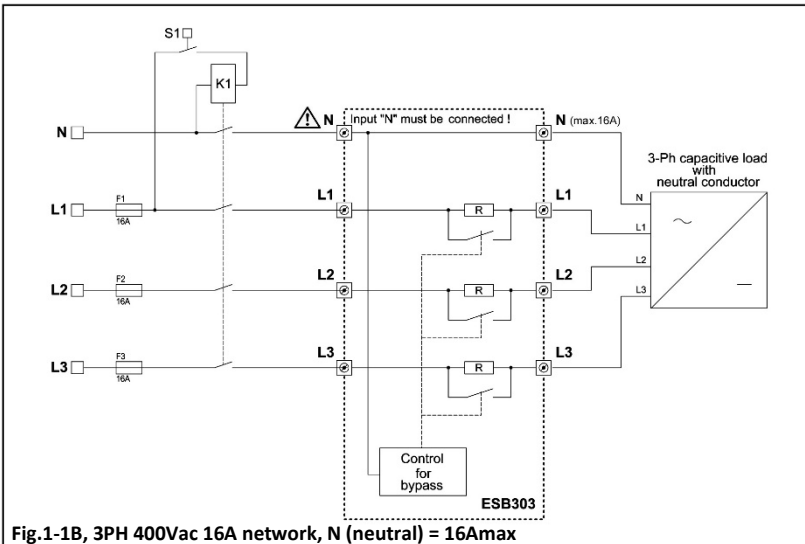 S1
K1
N
⚠ N
Input "N" must be connected !
N (max.16A)
3-Ph capacitive load
with
neutral conductor
N
L1
F1
16A
L1
R
L1
L1
L2
F2
16A
L2
R
L2
L2
L3
F3
16A
L3
R
L3
L3
Control
for
bypass
ESB303
Fig.1-1B, 3PH 400Vac 16A network, N (neutral) = 16Amax